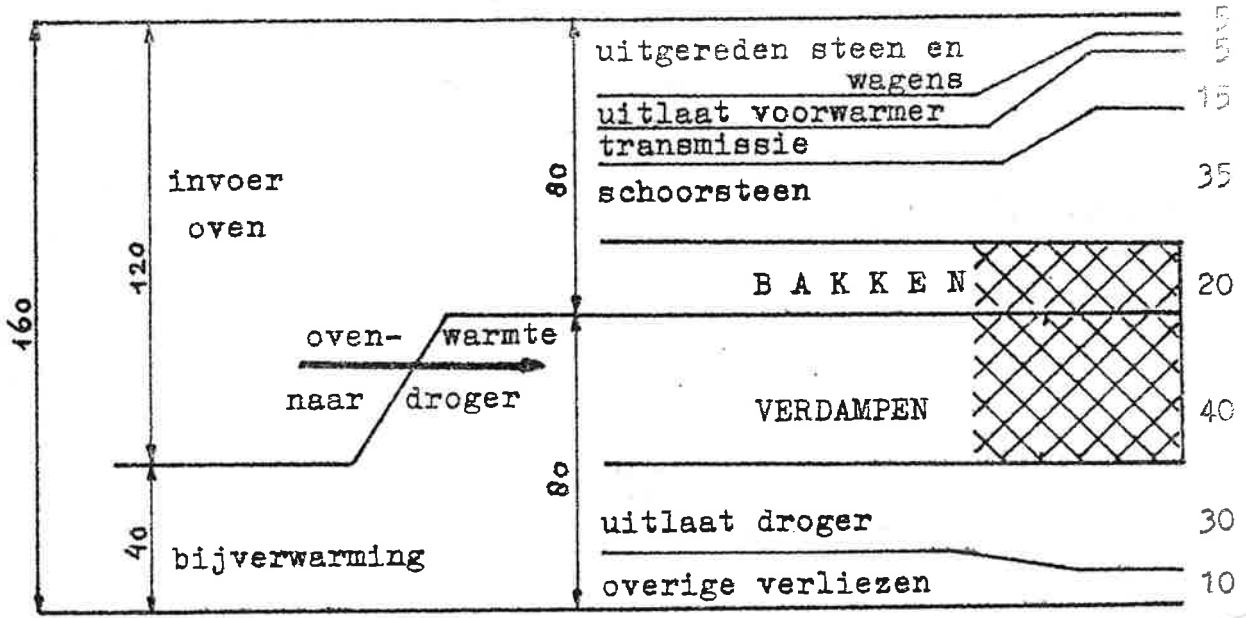 160
120
40
invoer
oven
bijverwarming
oven- warmte
naar droger
80
80
uitgereden steen en
wagens
uitlaat voorwarmer
transmissie
schoorsteen
BAKKEN
VERDAMPEN
uitlaat droger
overige verliezen
5
5
15
35
20
40
30
10